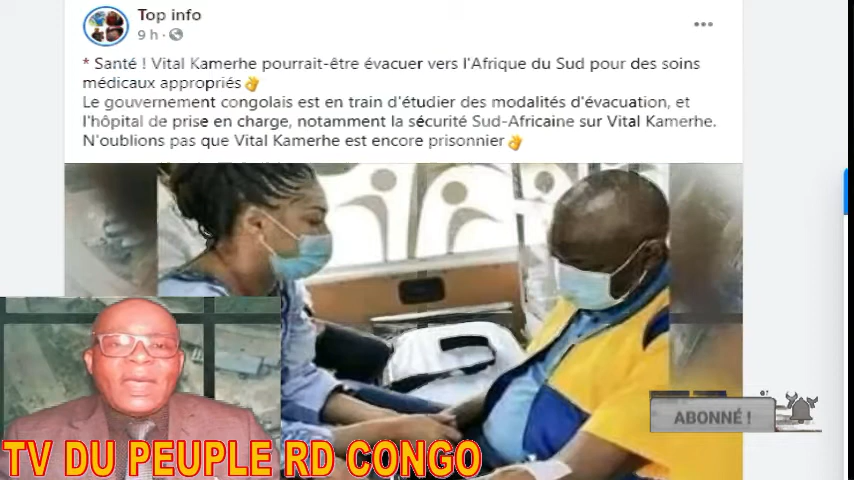 Top info
9 h ·
* Santé ! Vital Kamerhe pourrait-être évacuer vers l'Afrique du Sud pour des soins
médicaux appropriés👌
Le gouvernement congolais est en train d'étudier des modalités d'évacuation, et
l'hôpital de prise en charge, notamment la sécurité Sud-Africaine sur Vital Kamerhe.
N'oublions pas que Vital Kamerhe est encore prisonnier👌
ABONNÉ !
TV DU PEUPLE RD CONGO